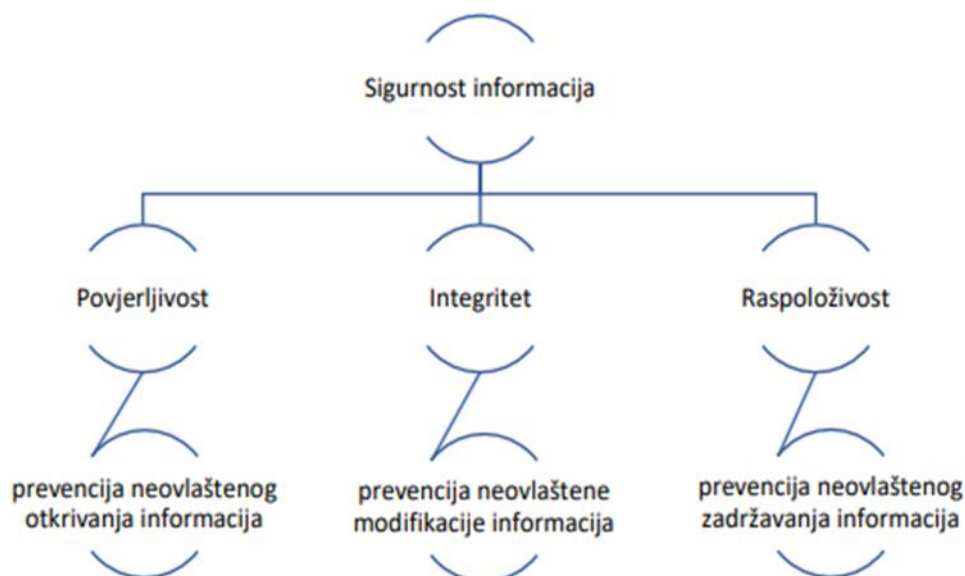 Sigurnost informacija
Povjerljivost
Integritet
Raspoloživost
prevencija neovlaštenog
otkrivanja informacija
prevencija neovlaštene
modifikacije informacija
prevencija neovlaštenog
zadržavanja informacija